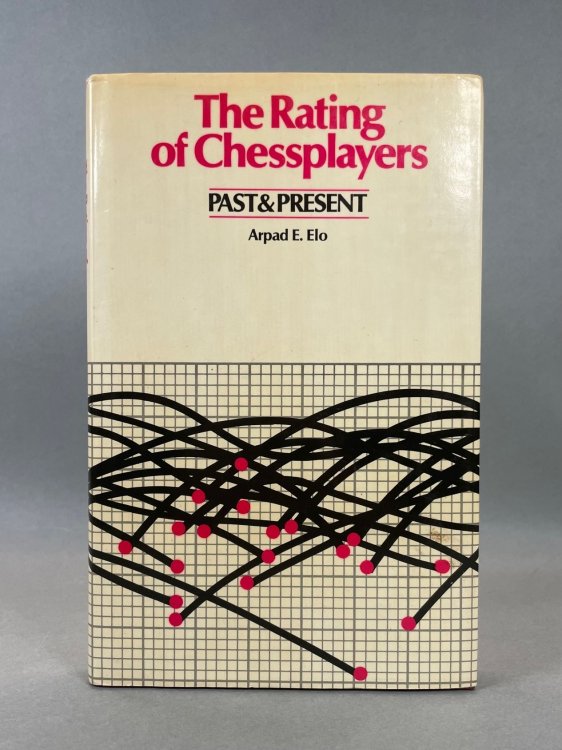 The Rating
of Chessplayers
PAST & PRESENT
Arpad E. Elo